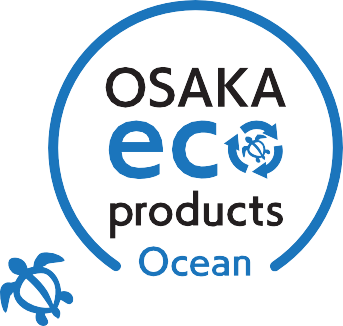 OSAKA
eco
products
Ocean